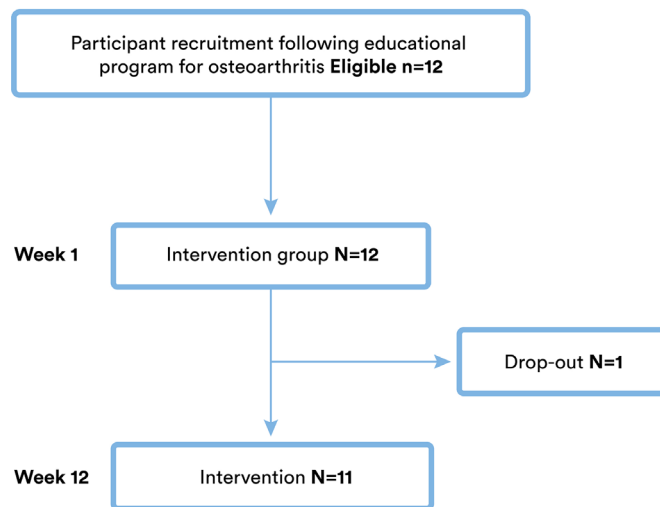 Participant recruitment following educational
program for osteoarthritis Eligible n=12
Week 1
Intervention group N=12
Drop-out N=1
Week 12
Intervention N=11